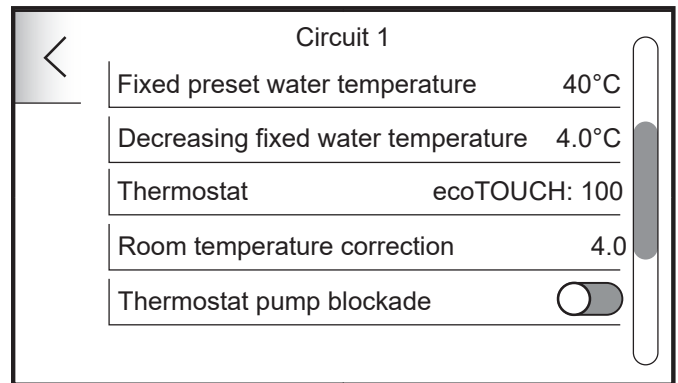 Circuit 1
Fixed preset water temperature 40°C
Decreasing fixed water temperature 4.0°C
Thermostat ecoTOUCH: 100
Room temperature correction 4.0
Thermostat pump blockade